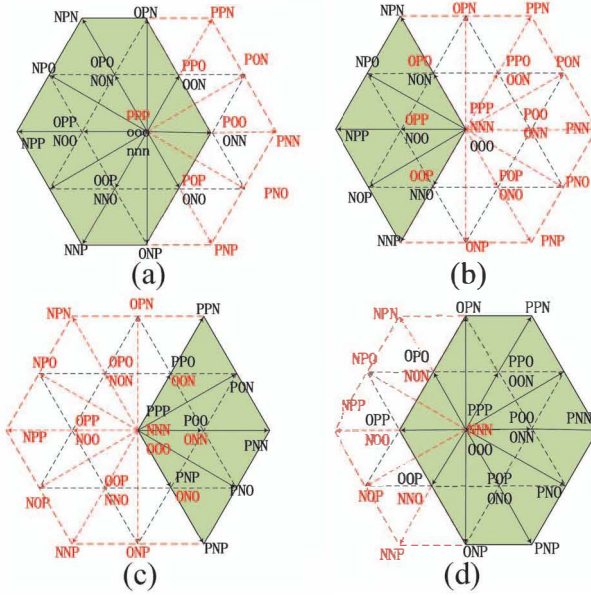 NPN OPN PPN
NPO OPO PPO PON
NON OON
OPP PPP POO
NPP NOO OOO ONN PNN
nnn
OOP POP PNO
NNO ONO
NNP ONP PNP
(a)
NPN OPN PPN
NPO OPO PPO PON
NON OON
OPP PPP POO
NPP NOO NNN ONN PNN
OOO
NOP OOP POP PNO
NNO ONO
NNP ONP PNP
(b)
NPN OPN PPN
NPO OPO PPO PON
NON OON
OPP PPP POO
NPP NOO NNN ONN PNN
OOO
NOP OOP PNP PNO
NNO ONO
NNP ONP PNP
(c)
NPN OPN PPN
NPO OPO PPO PON
NON OON
NPP OPP PPP POO PNN
NOO NNN ONN
OOO
NOP OOP POP PNO
NNO ONO
NNP ONP PNP
(d)